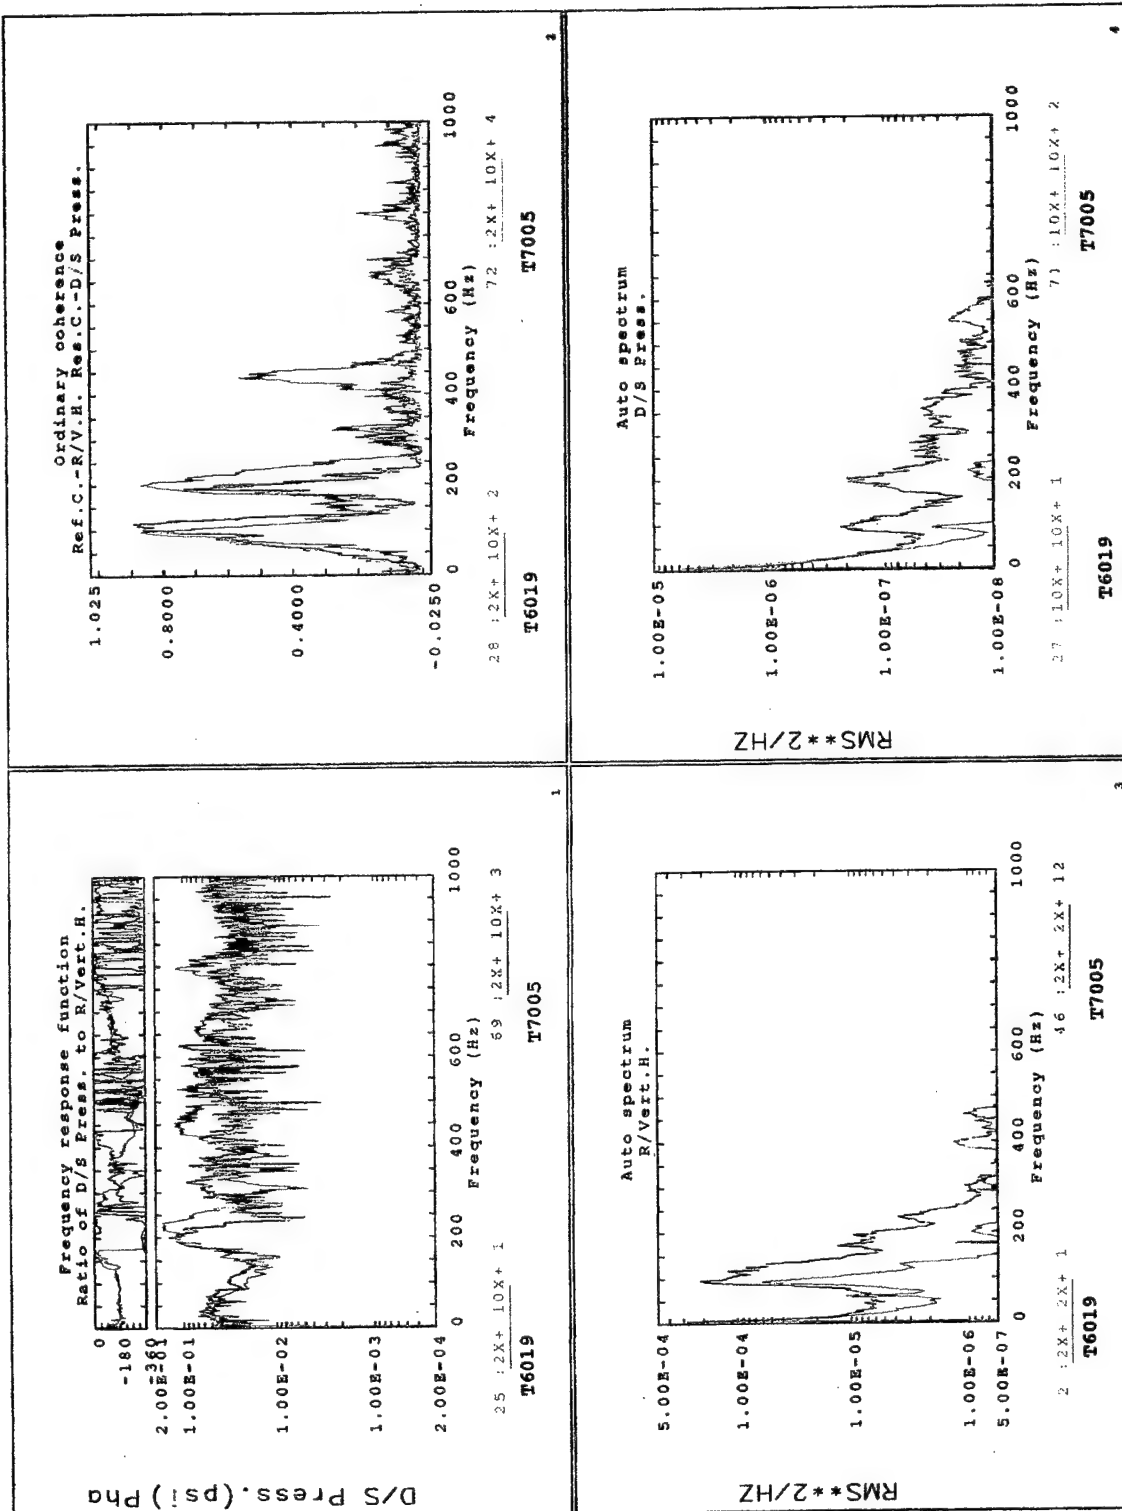 Frequency response function
Ratio of D/S Press. to R/Vert.H.
0
-180
-360
2.00E-01
1.00E-01
1.00E-02
1.00E-03
2.00E-04
D/S Press.(psi) Pha
0 200 400 600 1000
Frequency (Hz)
25 :2X+ 10X+ 1
69 :2X+ 10X+ 3
T6019
T7005
1
Ordinary coherence
Ref.C.-R/V.H. Res.C.-D/S Press.
1.025
0.8000
0.4000
-0.0250
0 200 400 600 1000
Frequency (Hz)
28 :2X+ 10X+ 2
72 :2X+ 10X+ 4
T6019
T7005
2
Auto spectrum
R/Vert.H.
5.00E-04
1.00E-04
1.00E-05
1.00E-06
5.00E-07
RMS**2/HZ
0 200 400 600 1000
Frequency (Hz)
2 :2X+ 2X+ 1
46 :2X+ 2X+ 12
T6019
T7005
3
Auto spectrum
D/S Press.
1.00E-05
1.00E-06
1.00E-07
1.00E-08
RMS**2/HZ
0 200 400 600 1000
Frequency (Hz)
27 :10X+ 10X+ 1
71 :10X+ 10X+ 2
T6019
T7005
4